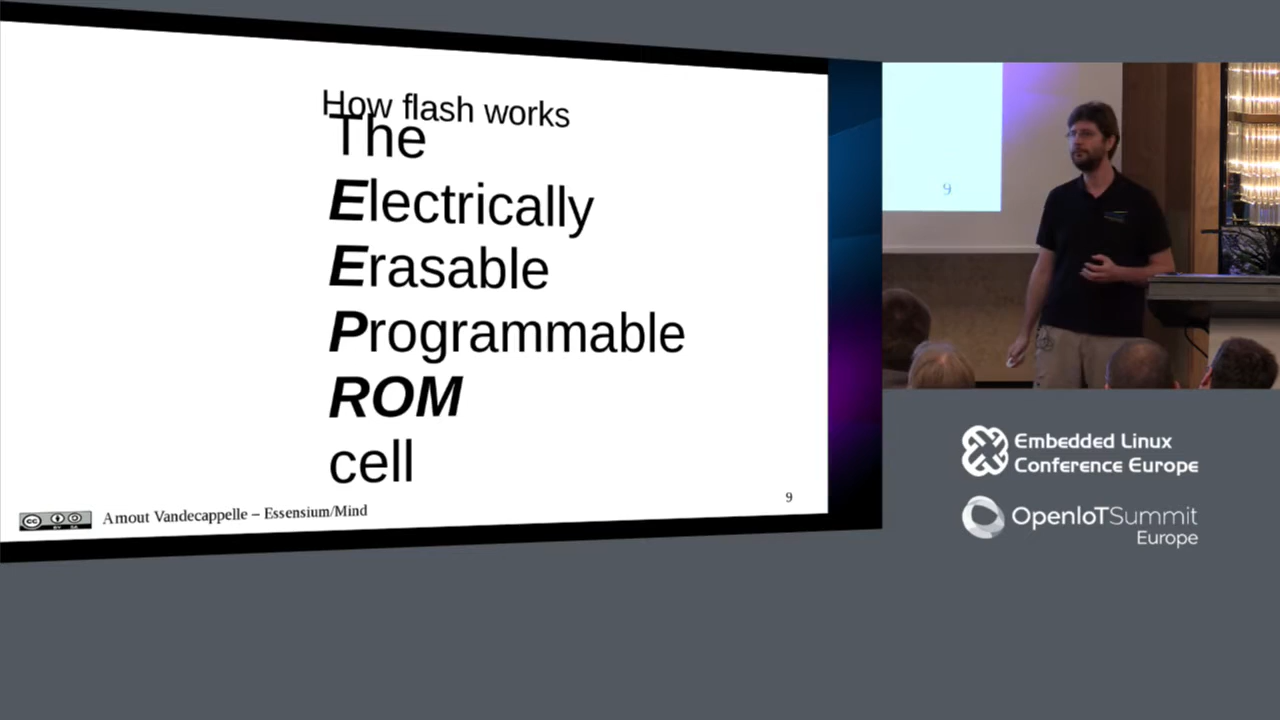 How flash works
The
Electrically
Erasable
Programmable
ROM
cell
Arnout Vandecappelle – Essensium/Mind
9
9
Embedded Linux
Conference Europe
OpenIoTSummit
Europe